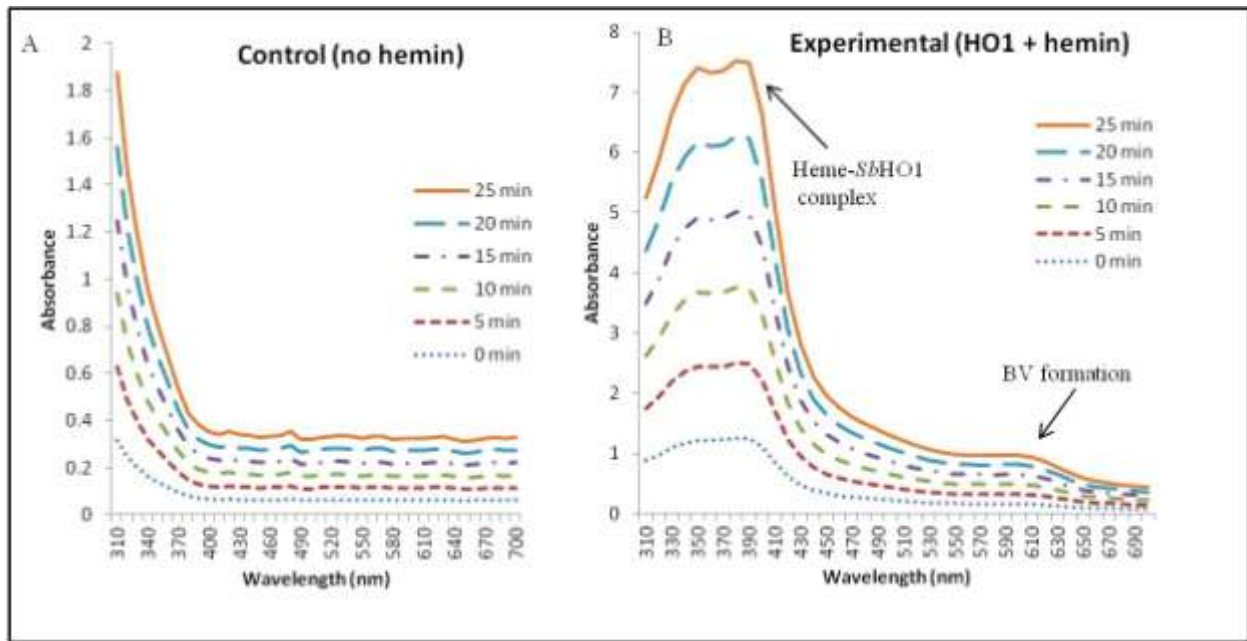 A
Control (no hemin)
2
1.8
1.6
1.4
1.2
1
0.8
0.6
0.4
0.2
0
Absorbance
25 min
20 min
15 min
10 min
5 min
0 min
310 340 370 400 430 460 490 520 550 580 610 640 670 700
Wavelength (nm)
B
Experimental (HO1 + hemin)
8
7
6
5
4
3
2
1
0
Absorbance
25 min
20 min
15 min
10 min
5 min
0 min
Heme-SbHO1
complex
BV formation
310 330 350 370 390 410 430 450 470 490 510 530 550 570 590 610 630 650 670 690
Wavelength (nm)